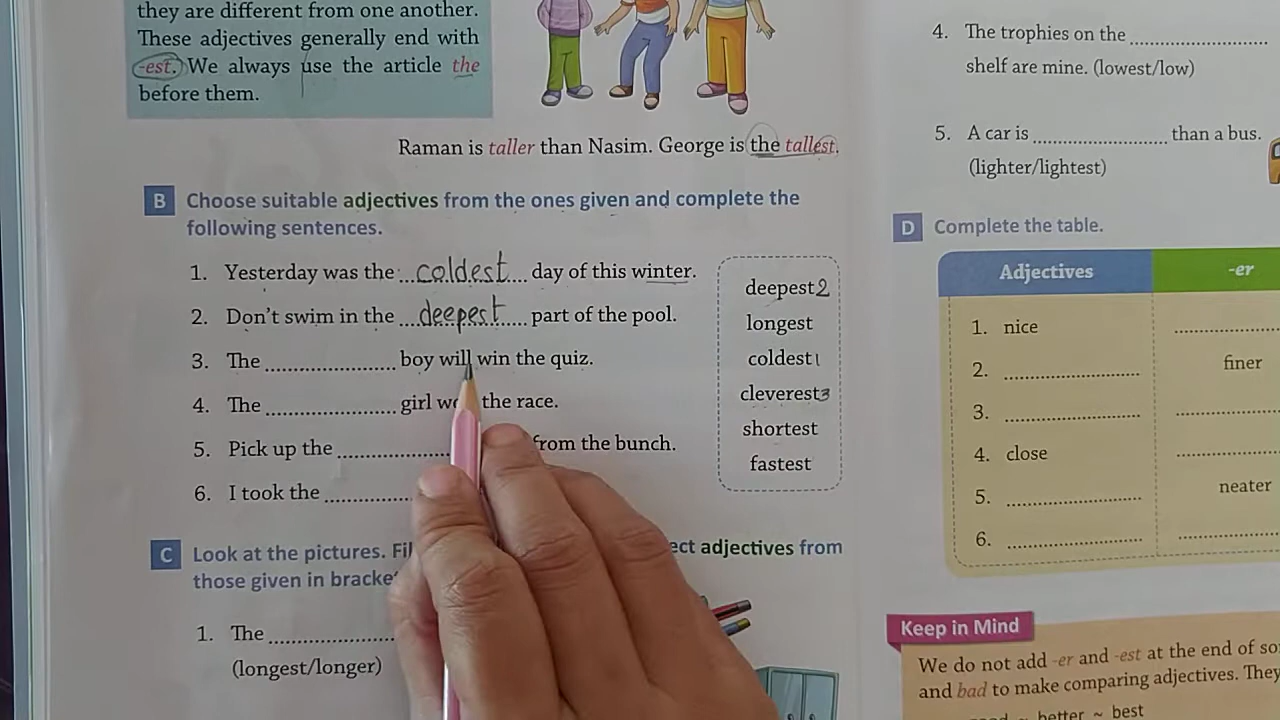 they are different from one another.
These adjectives generally end with
-est. We always use the article the
before them.
Raman is taller than Nasim. George is the tallest.
B Choose suitable adjectives from the ones given and complete the
following sentences.
1. Yesterday was the coldest day of this winter.
2. Don't swim in the deepest part of the pool.
3. The .................... boy will win the quiz.
4. The .................... girl the race.
5. Pick up the .................... from the bunch.
6. I took the ....................
deepest 2
longest
coldest 1
cleverest 3
shortest
fastest
C Look at the pictures. adjectives from
those given in
1. The ....................
(longest/longer)
4. The trophies on the ....................
shelf are mine. (lowest/low)
5. A car is .................... than a bus.
(lighter/lightest)
D Complete the table.
Adjectives -er
1. nice ....................
2. .................... finer
3. .................... ....................
4. close ....................
5. .................... neater
6. .................... ....................
Keep in Mind
We do not add -er and -est at the end of
and bad to make comparing adjectives. They
~ better ~ best